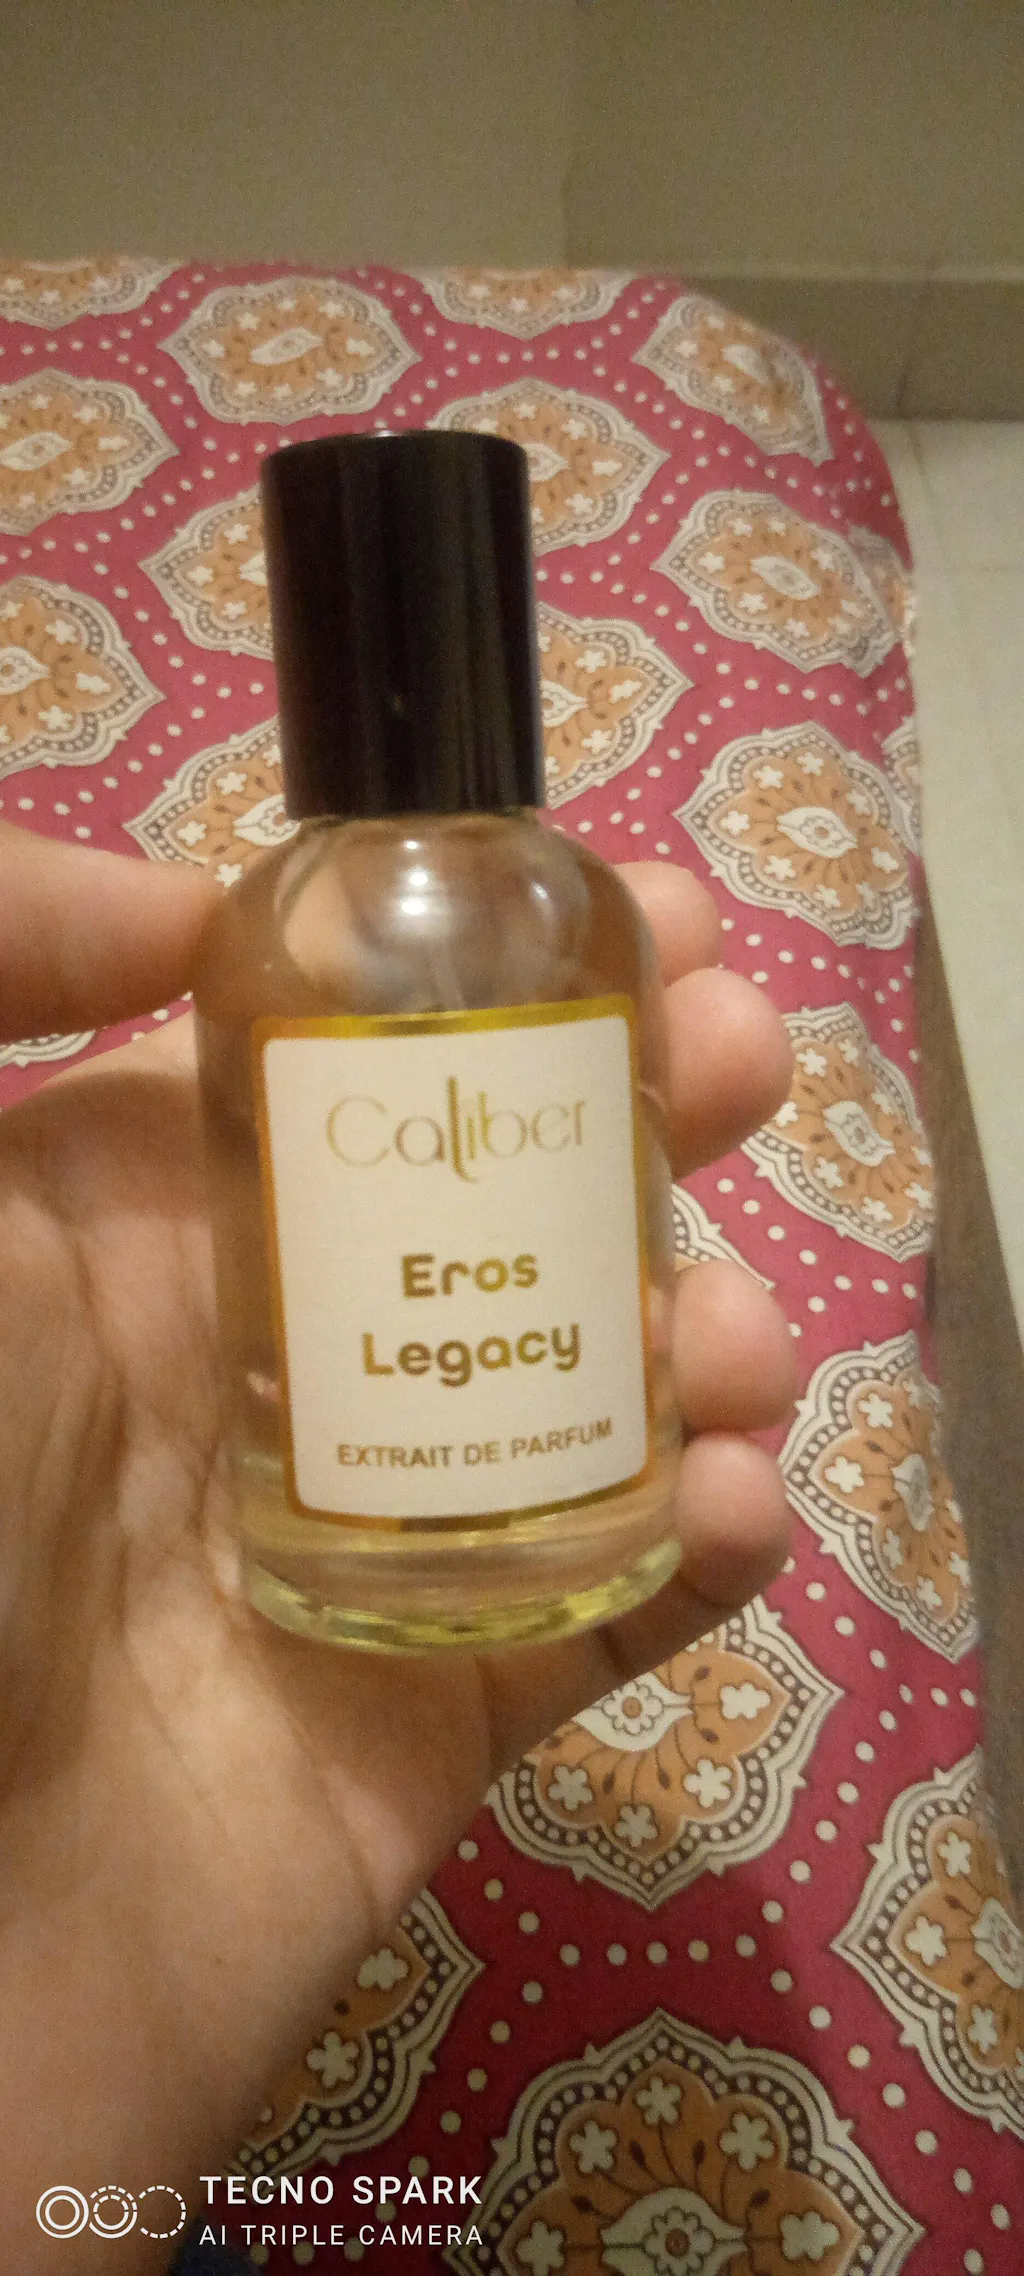 Caliber
Eros
Legacy
EXTRAIT DE PARFUM
TECNO SPARK
AI TRIPLE CAMERA